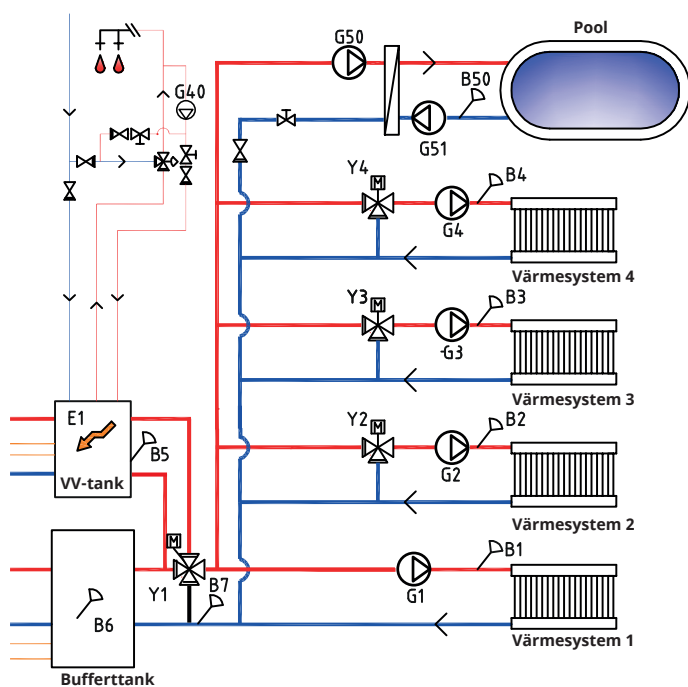 Pool
G50
B50
G40
G51
Y4
M
B4
G4
Värmesystem 4
Y3
M
B3
-G3
Värmesystem 3
Y2
M
B2
G2
Värmesystem 2
E1
B5
VV-tank
M
Y1
B7
B1
G1
B6
Värmesystem 1
Bufferttank